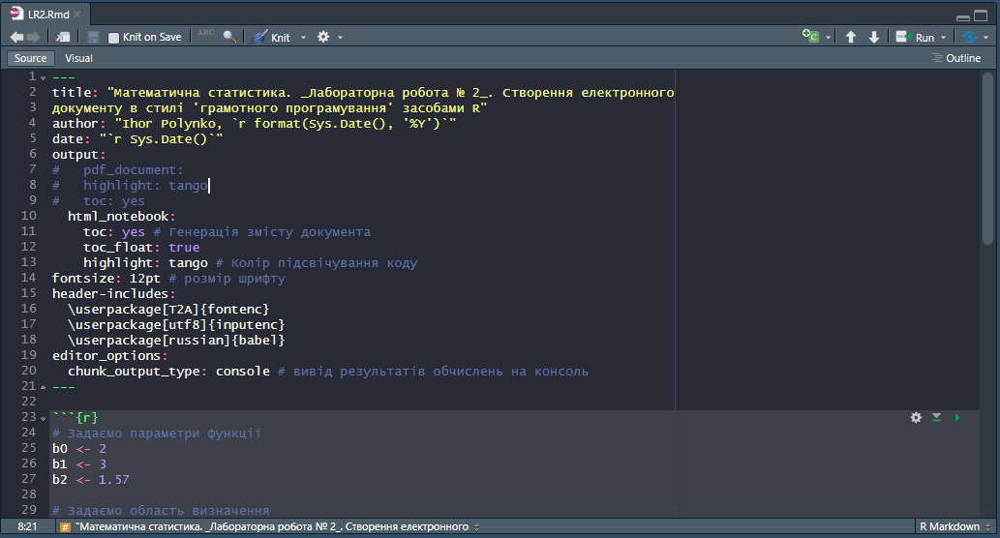 LR2.Rmd
Knit on Save
ABC
Knit
Run
Source
Visual
Outline
1 ---
2 title: "Математична статистика. _Лабораторна робота № 2_. Створення електронного
3 документу в стилі 'грамотного програмування' засобами R"
4 author: "Ihor Polynko, `r format(Sys.Date(), '%Y')`"
5 date: "`r Sys.Date()`"
6 output:
7 #   pdf_document:
8 #   highlight: tango
9 #   toc: yes
10   html_notebook:
11     toc: yes # Генерація змісту документа
12     toc_float: true
13     highlight: tango # Колір підсвічування коду
14 fontsize: 12pt # розмір шрифту
15 header-includes:
16   \userpackage[T2A]{fontenc}
17   \userpackage[utf8]{inputenc}
18   \userpackage[russian]{babel}
19 editor_options:
20   chunk_output_type: console # вивід результатів обчислень на консоль
21 ---
22
23 ```{r}
24 # Задаємо параметри функції
25 b0 <- 2
26 b1 <- 3
27 b2 <- 1.57
28
29 # Задаємо область визначення
8:21
# "Математична статистика. _Лабораторна робота № 2_. Створення електронного
R Markdown